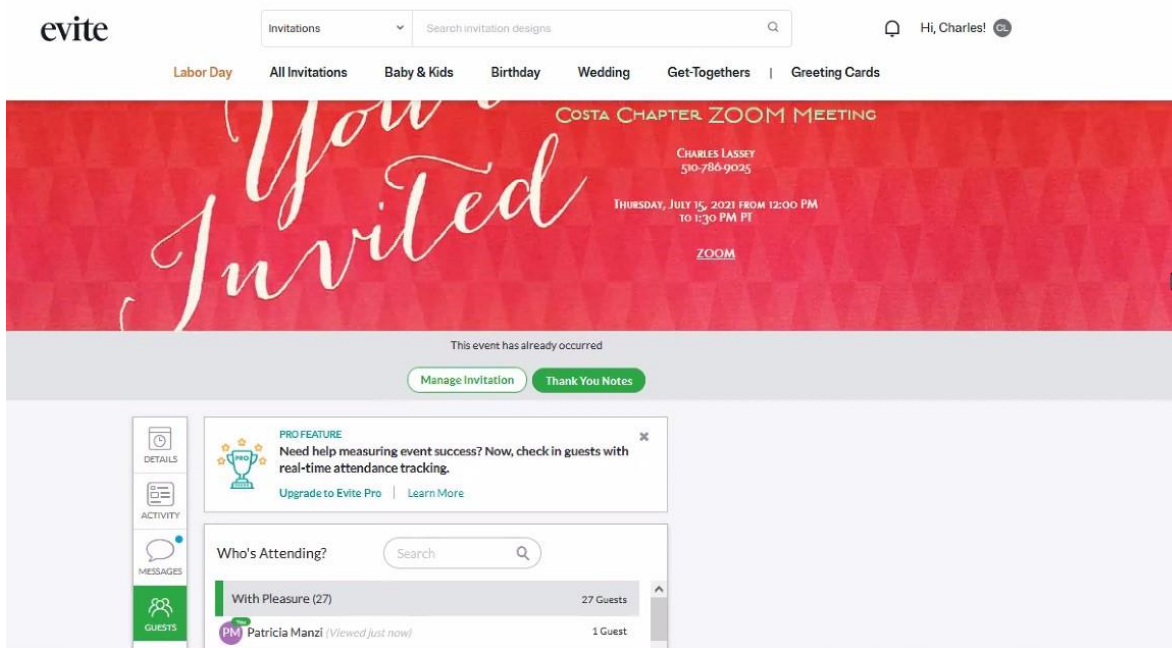 evite
Invitations
Search invitation designs
Hi, Charles! CL
Labor Day All Invitations Baby & Kids Birthday Wedding Get-Togethers | Greeting Cards
You're
Invited
COSTA CHAPTER ZOOM MEETING
CHARLES LASSEY
510-786-9025
THURSDAY, JULY 15, 2021 FROM 12:00 PM
TO 1:30 PM PT
ZOOM
This event has already occurred
Manage Invitation Thank You Notes
DETAILS
ACTIVITY
MESSAGES
GUESTS
PRO
PRO FEATURE
Need help measuring event success? Now, check in guests with
real-time attendance tracking.
Upgrade to Evite Pro | Learn More
Who's Attending?
Search
With Pleasure (27) 27 Guests
You
PM Patricia Manzi (Viewed just now) 1 Guest